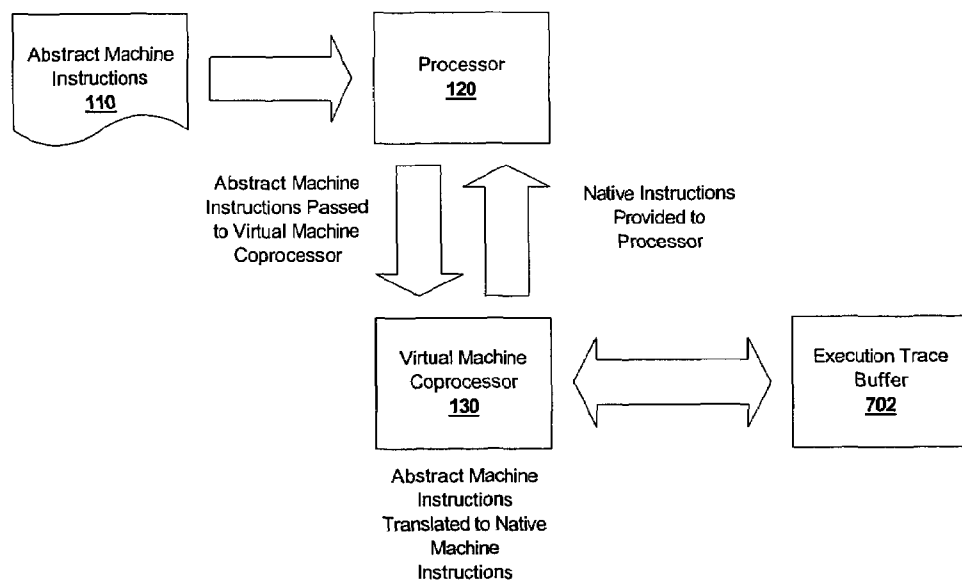 Abstract Machine
Instructions
110
Processor
120
Abstract Machine
Instructions Passed
to Virtual Machine
Coprocessor
Native Instructions
Provided to
Processor
Virtual Machine
Coprocessor
130
Execution Trace
Buffer
702
Abstract Machine
Instructions
Translated to Native
Machine
Instructions